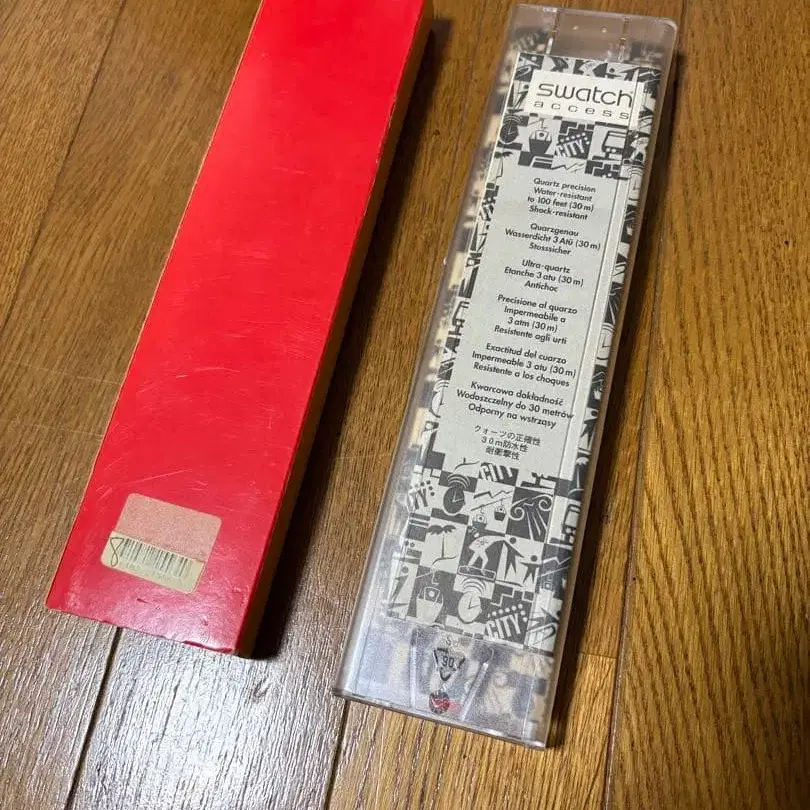 swatch
access
CITY
Quartz precision
Water-resistant
to 100 feet (30 m)
Shock-resistant
Quarzgenau
Wasserdicht 3 Atü (30 m)
Stosssicher
Ultra-quartz
Etanche 3 atu (30 m)
Antichoc
Precisione al quarzo
Impermeabile a
3 atm (30 m)
Resistente agli urti
Exactitud del cuarzo
Impermeable 3 atu (30 m)
Resistente a los choques
Kwarcowa dokładność
Wodoszczelny do 30 metrów
Odporny na wstrząsy
クォーツの正確性
30m防水性
耐衝撃性
CITY
CITY